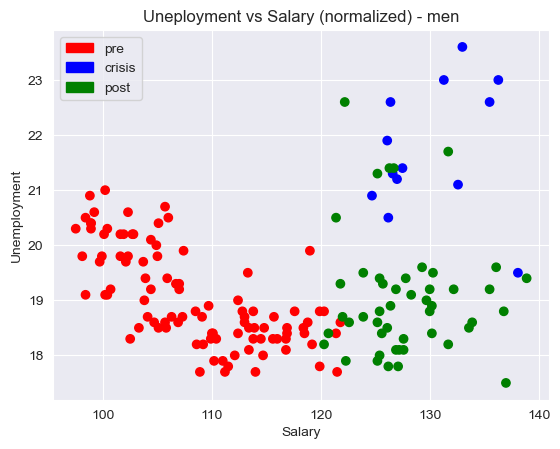 Uneployment vs Salary (normalized) - men
pre
crisis
post
Unemployment
23
22
21
20
19
18
100 110 120 130 140
Salary